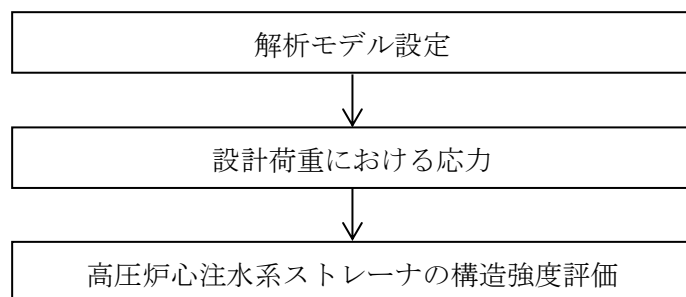 解析モデル設定
設計荷重における応力
高圧炉心注水系ストレーナの構造強度評価